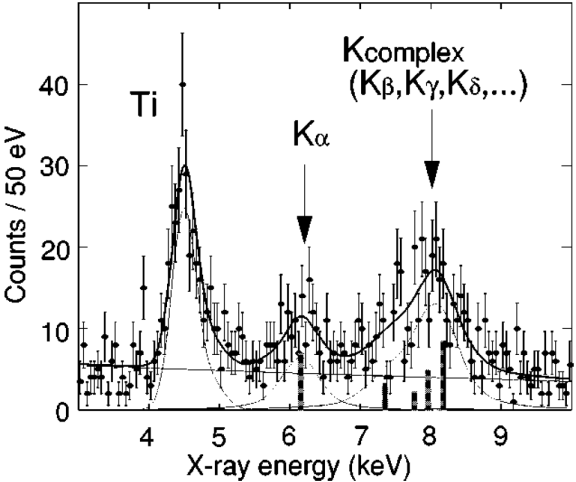 Kcomplex
(Kβ,Kγ,Kδ,...)
Ti
Kα
Counts / 50 eV
40
30
20
10
0
4 5 6 7 8 9
X-ray energy (keV)